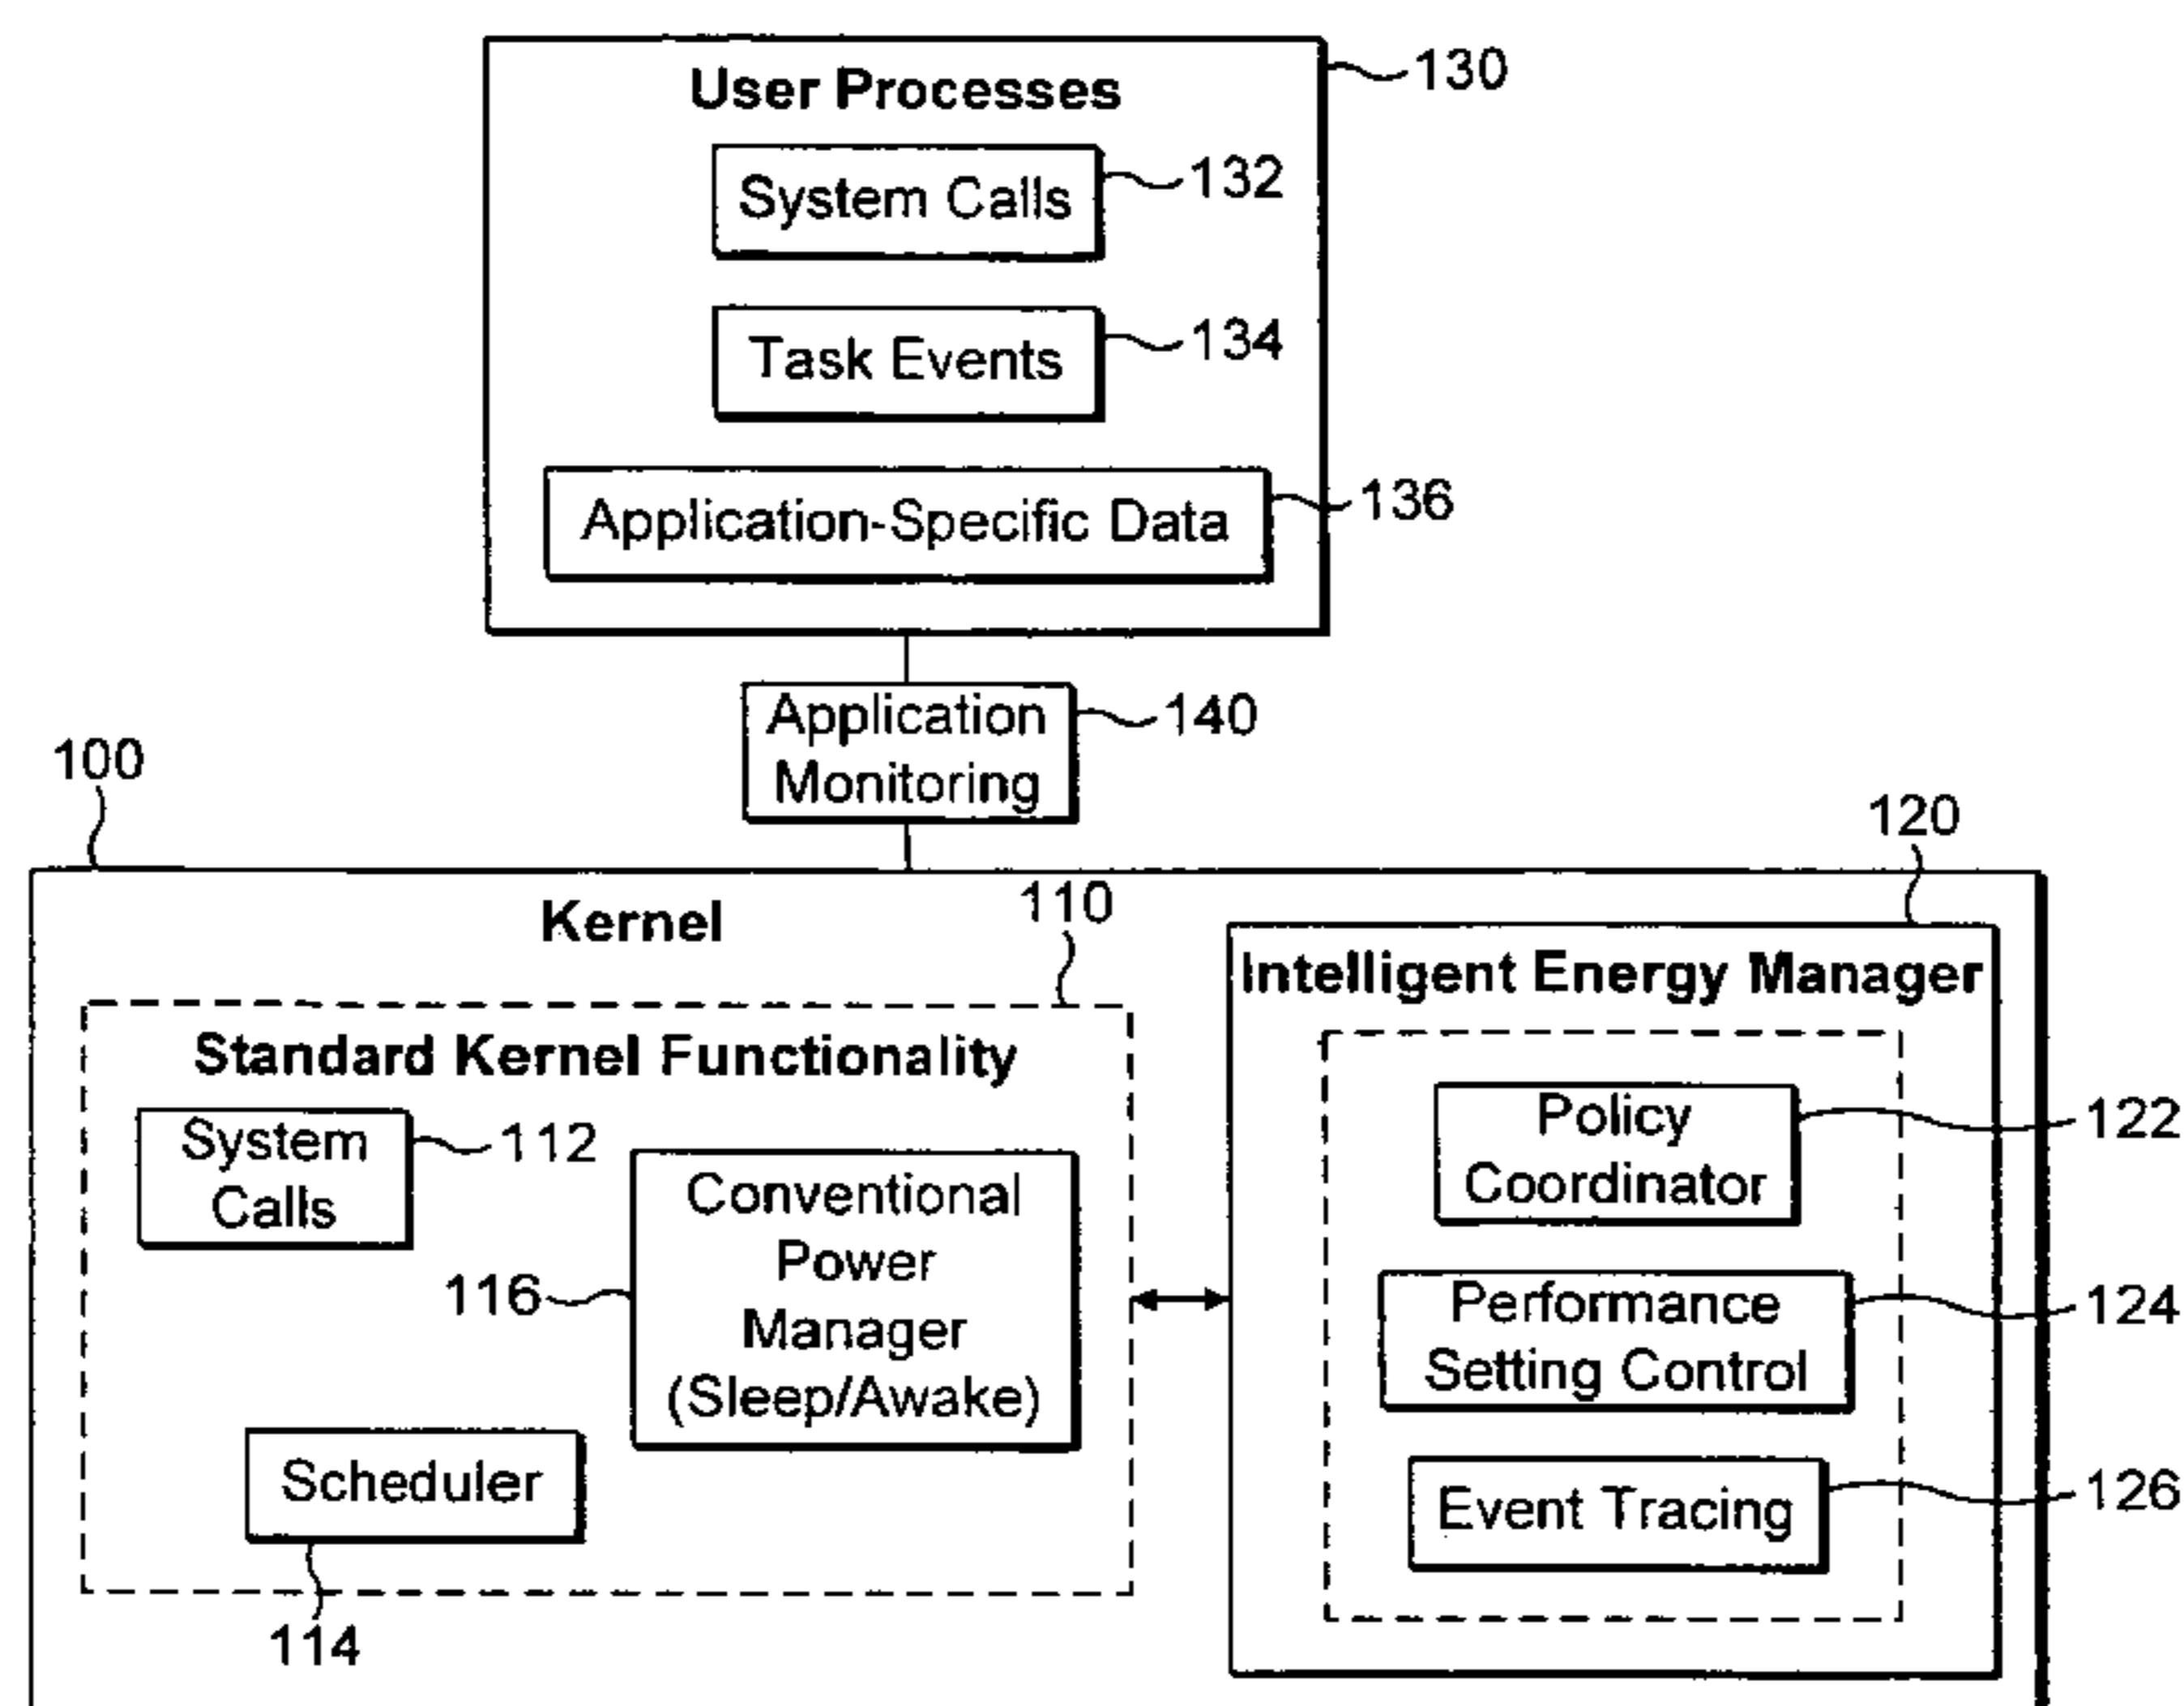 User Processes
130
System Calls
132
Task Events
134
Application-Specific Data
136
Application
Monitoring
140
100
120
Kernel
110
Intelligent Energy Manager
Standard Kernel Functionality
System
Calls
112
Conventional
Power
Manager
(Sleep/Awake)
116
Scheduler
114
Policy
Coordinator
122
Performance
Setting Control
124
Event Tracing
126